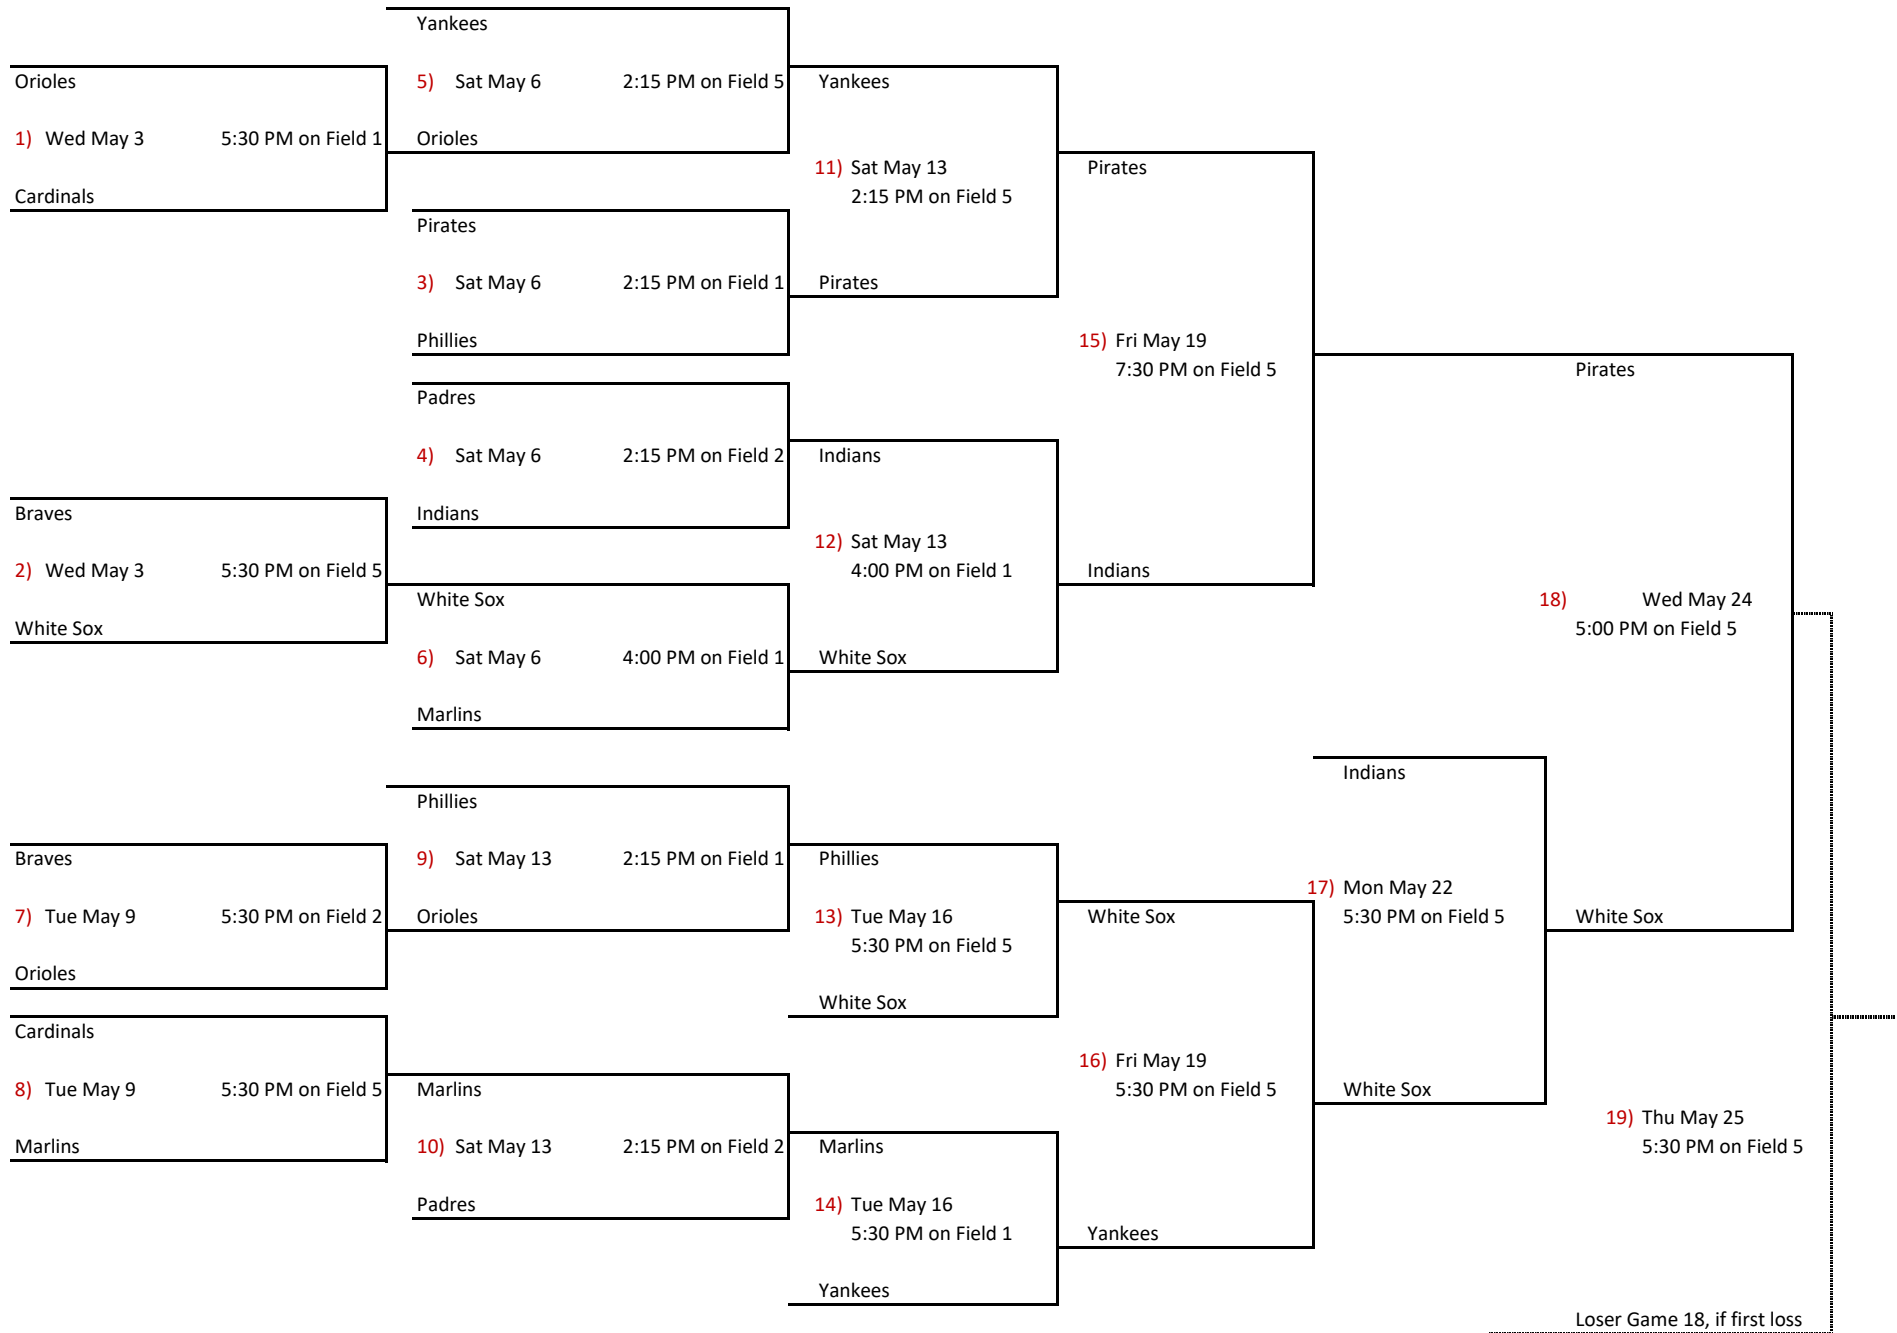 Yankees
Orioles
5) Sat May 6 2:15 PM on Field 5
Yankees
1) Wed May 3 5:30 PM on Field 1
Orioles
11) Sat May 13
Pirates
Cardinals
2:15 PM on Field 5
Pirates
3) Sat May 6 2:15 PM on Field 1
Pirates
Phillies
15) Fri May 19
7:30 PM on Field 5
Pirates
Padres
4) Sat May 6 2:15 PM on Field 2
Indians
Braves
Indians
12) Sat May 13
2) Wed May 3 5:30 PM on Field 5
4:00 PM on Field 1
Indians
White Sox
18) Wed May 24
White Sox
5:00 PM on Field 5
6) Sat May 6 4:00 PM on Field 1
White Sox
Marlins
Indians
Phillies
Braves
9) Sat May 13 2:15 PM on Field 1
Phillies
17) Mon May 22
7) Tue May 9 5:30 PM on Field 2
Orioles
13) Tue May 16
White Sox
5:30 PM on Field 5
White Sox
5:30 PM on Field 5
Orioles
White Sox
Cardinals
16) Fri May 19
8) Tue May 9 5:30 PM on Field 5
Marlins
5:30 PM on Field 5
White Sox
19) Thu May 25
Marlins
10) Sat May 13 2:15 PM on Field 2
Marlins
5:30 PM on Field 5
Padres
14) Tue May 16
5:30 PM on Field 1
Yankees
Yankees
Loser Game 18, if first loss